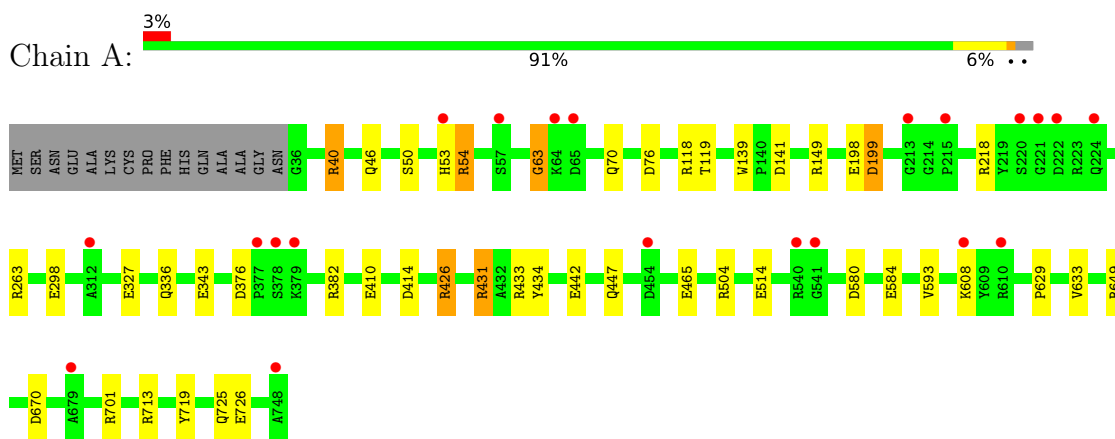 3%
Chain A:
91% 6% • •
MET SER ASN GLU ALA LYS CYS PRO PHE HIS GLN ALA ALA GLY ASN G36 R40 Q46 S50 H53 R54 S57 G63 K64 D65 Q70 D76 R118 T119 W139 P140 D141 R149 E198 D199 G213 G214 P215 R218 Y219 S220 G221 D222 R223 Q224
R263 E298 A312 E327 Q336 E343 D376 P377 S378 K379 R382 E410 D414 R426 R431 A432 R433 Y434 E442 Q447 D454 E465 R504 E514 R540 G541 D580 E584 V593 K608 Y609 R610 P629 V633
D670 A679 R701 R713 Y719 Q725 E726 A748